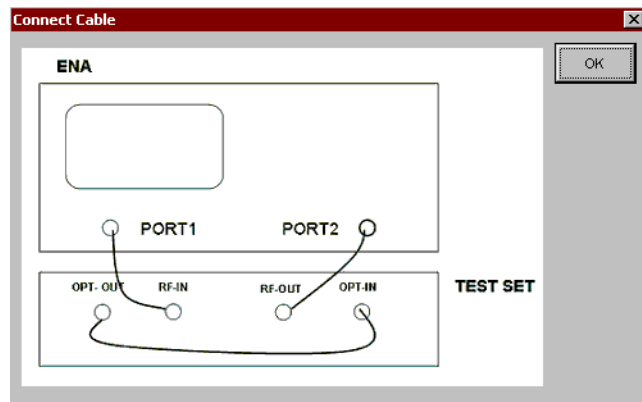 Connect Cable
OK
ENA
PORT1
PORT2
OPT- OUT
RF-IN
RF-OUT
OPT-IN
TEST SET